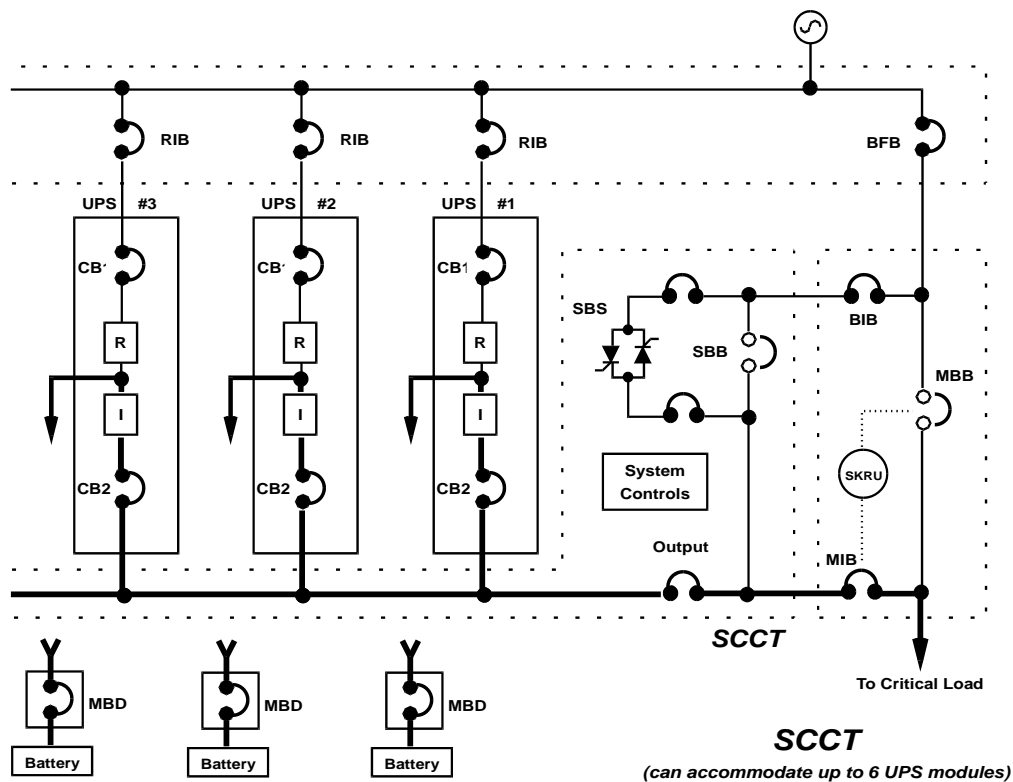 RIB
RIB
RIB
BFB
UPS #3
UPS #2
UPS #1
CB1
CB1
CB1
SBS
SBB
BIB
R
R
R
MBB
I
I
I
System
Controls
SKRU
CB2
CB2
CB2
Output
MIB
SCCT
MBD
MBD
MBD
To Critical Load
Battery
Battery
Battery
SCCT
(can accommodate up to 6 UPS modules)